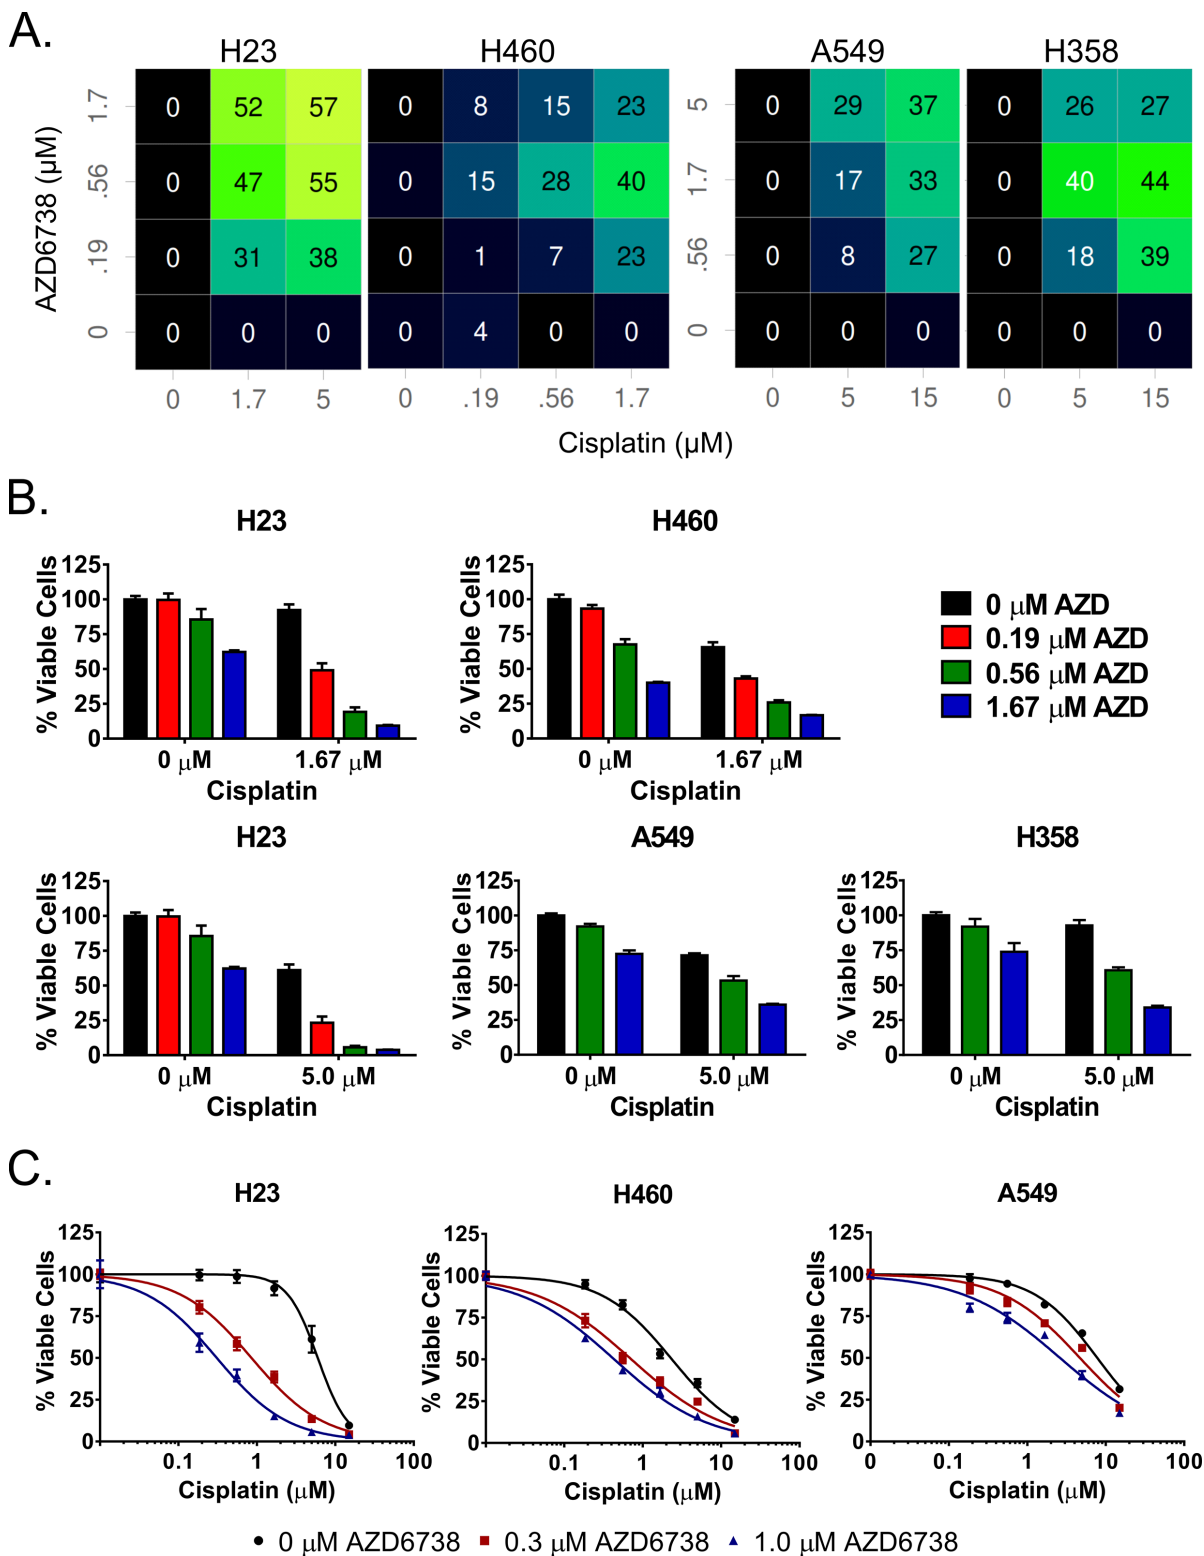 A.
H23 H460 A549 H358
AZD6738 (µM)
1.7 0 52 57 0 8 15 23 5 0 29 37 0 26 27
.56 0 47 55 0 15 28 40 1.7 0 17 33 0 40 44
.19 0 31 38 0 1 7 23 .56 0 8 27 0 18 39
0 0 0 0 0 4 0 0 0 0 0 0 0 0 0
0 1.7 5 0 .19 .56 1.7 0 5 15 0 5 15
Cisplatin (µM)
B.
H23
% Viable Cells
125
100
75
50
25
0
0 µM 1.67 µM
Cisplatin
H460
% Viable Cells
125
100
75
50
25
0
0 µM 1.67 µM
Cisplatin
0 µM AZD
0.19 µM AZD
0.56 µM AZD
1.67 µM AZD
H23
% Viable Cells
125
100
75
50
25
0
0 µM 5.0 µM
Cisplatin
A549
% Viable Cells
125
100
75
50
25
0
0 µM 5.0 µM
Cisplatin
H358
% Viable Cells
125
100
75
50
25
0
0 µM 5.0 µM
Cisplatin
C.
H23
% Viable Cells
125
100
75
50
25
0
0.1 1 10 100
Cisplatin (µM)
H460
% Viable Cells
125
100
75
50
25
0
0.1 1 10 100
Cisplatin (µM)
A549
% Viable Cells
125
100
75
50
25
0
0 0.1 1 10 100
Cisplatin (µM)
0 µM AZD6738 0.3 µM AZD6738 1.0 µM AZD6738